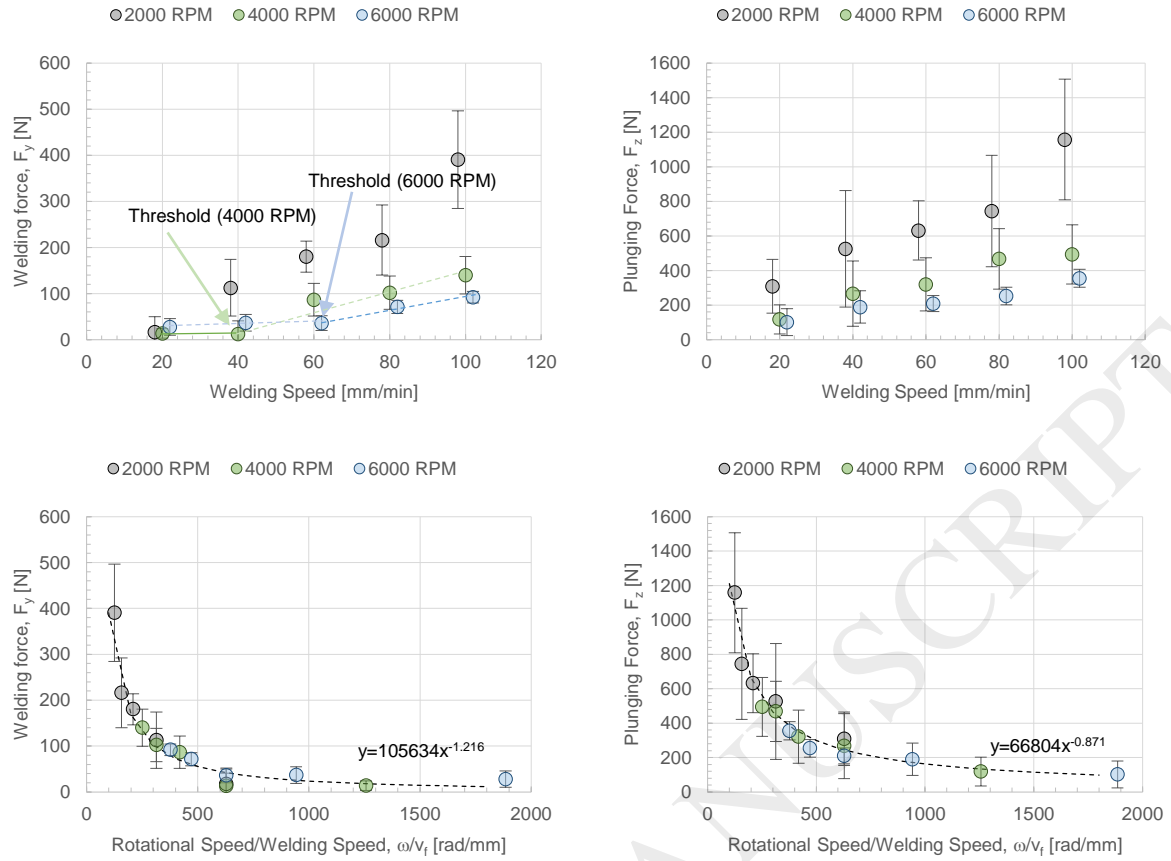 2000 RPM 4000 RPM 6000 RPM
600
500
400
300
200
100
0
0 20 40 60 80 100 120
Welding force, Fy [N]
Welding Speed [mm/min]
Threshold (6000 RPM)
Threshold (4000 RPM)
2000 RPM 4000 RPM 6000 RPM
1600
1400
1200
1000
800
600
400
200
0
0 20 40 60 80 100 120
Plunging Force, Fz [N]
Welding Speed [mm/min]
2000 RPM 4000 RPM 6000 RPM
600
500
400
300
200
100
0
0 500 1000 1500 2000
Welding force, Fy [N]
Rotational Speed/Welding Speed, ω/vf [rad/mm]
y=105634x-1.216
2000 RPM 4000 RPM 6000 RPM
1600
1400
1200
1000
800
600
400
200
0
0 500 1000 1500 2000
Plunging Force, Fz [N]
Rotational Speed/Welding Speed, ω/vf [rad/mm]
y=66804x-0.871
ANUSCRIPT